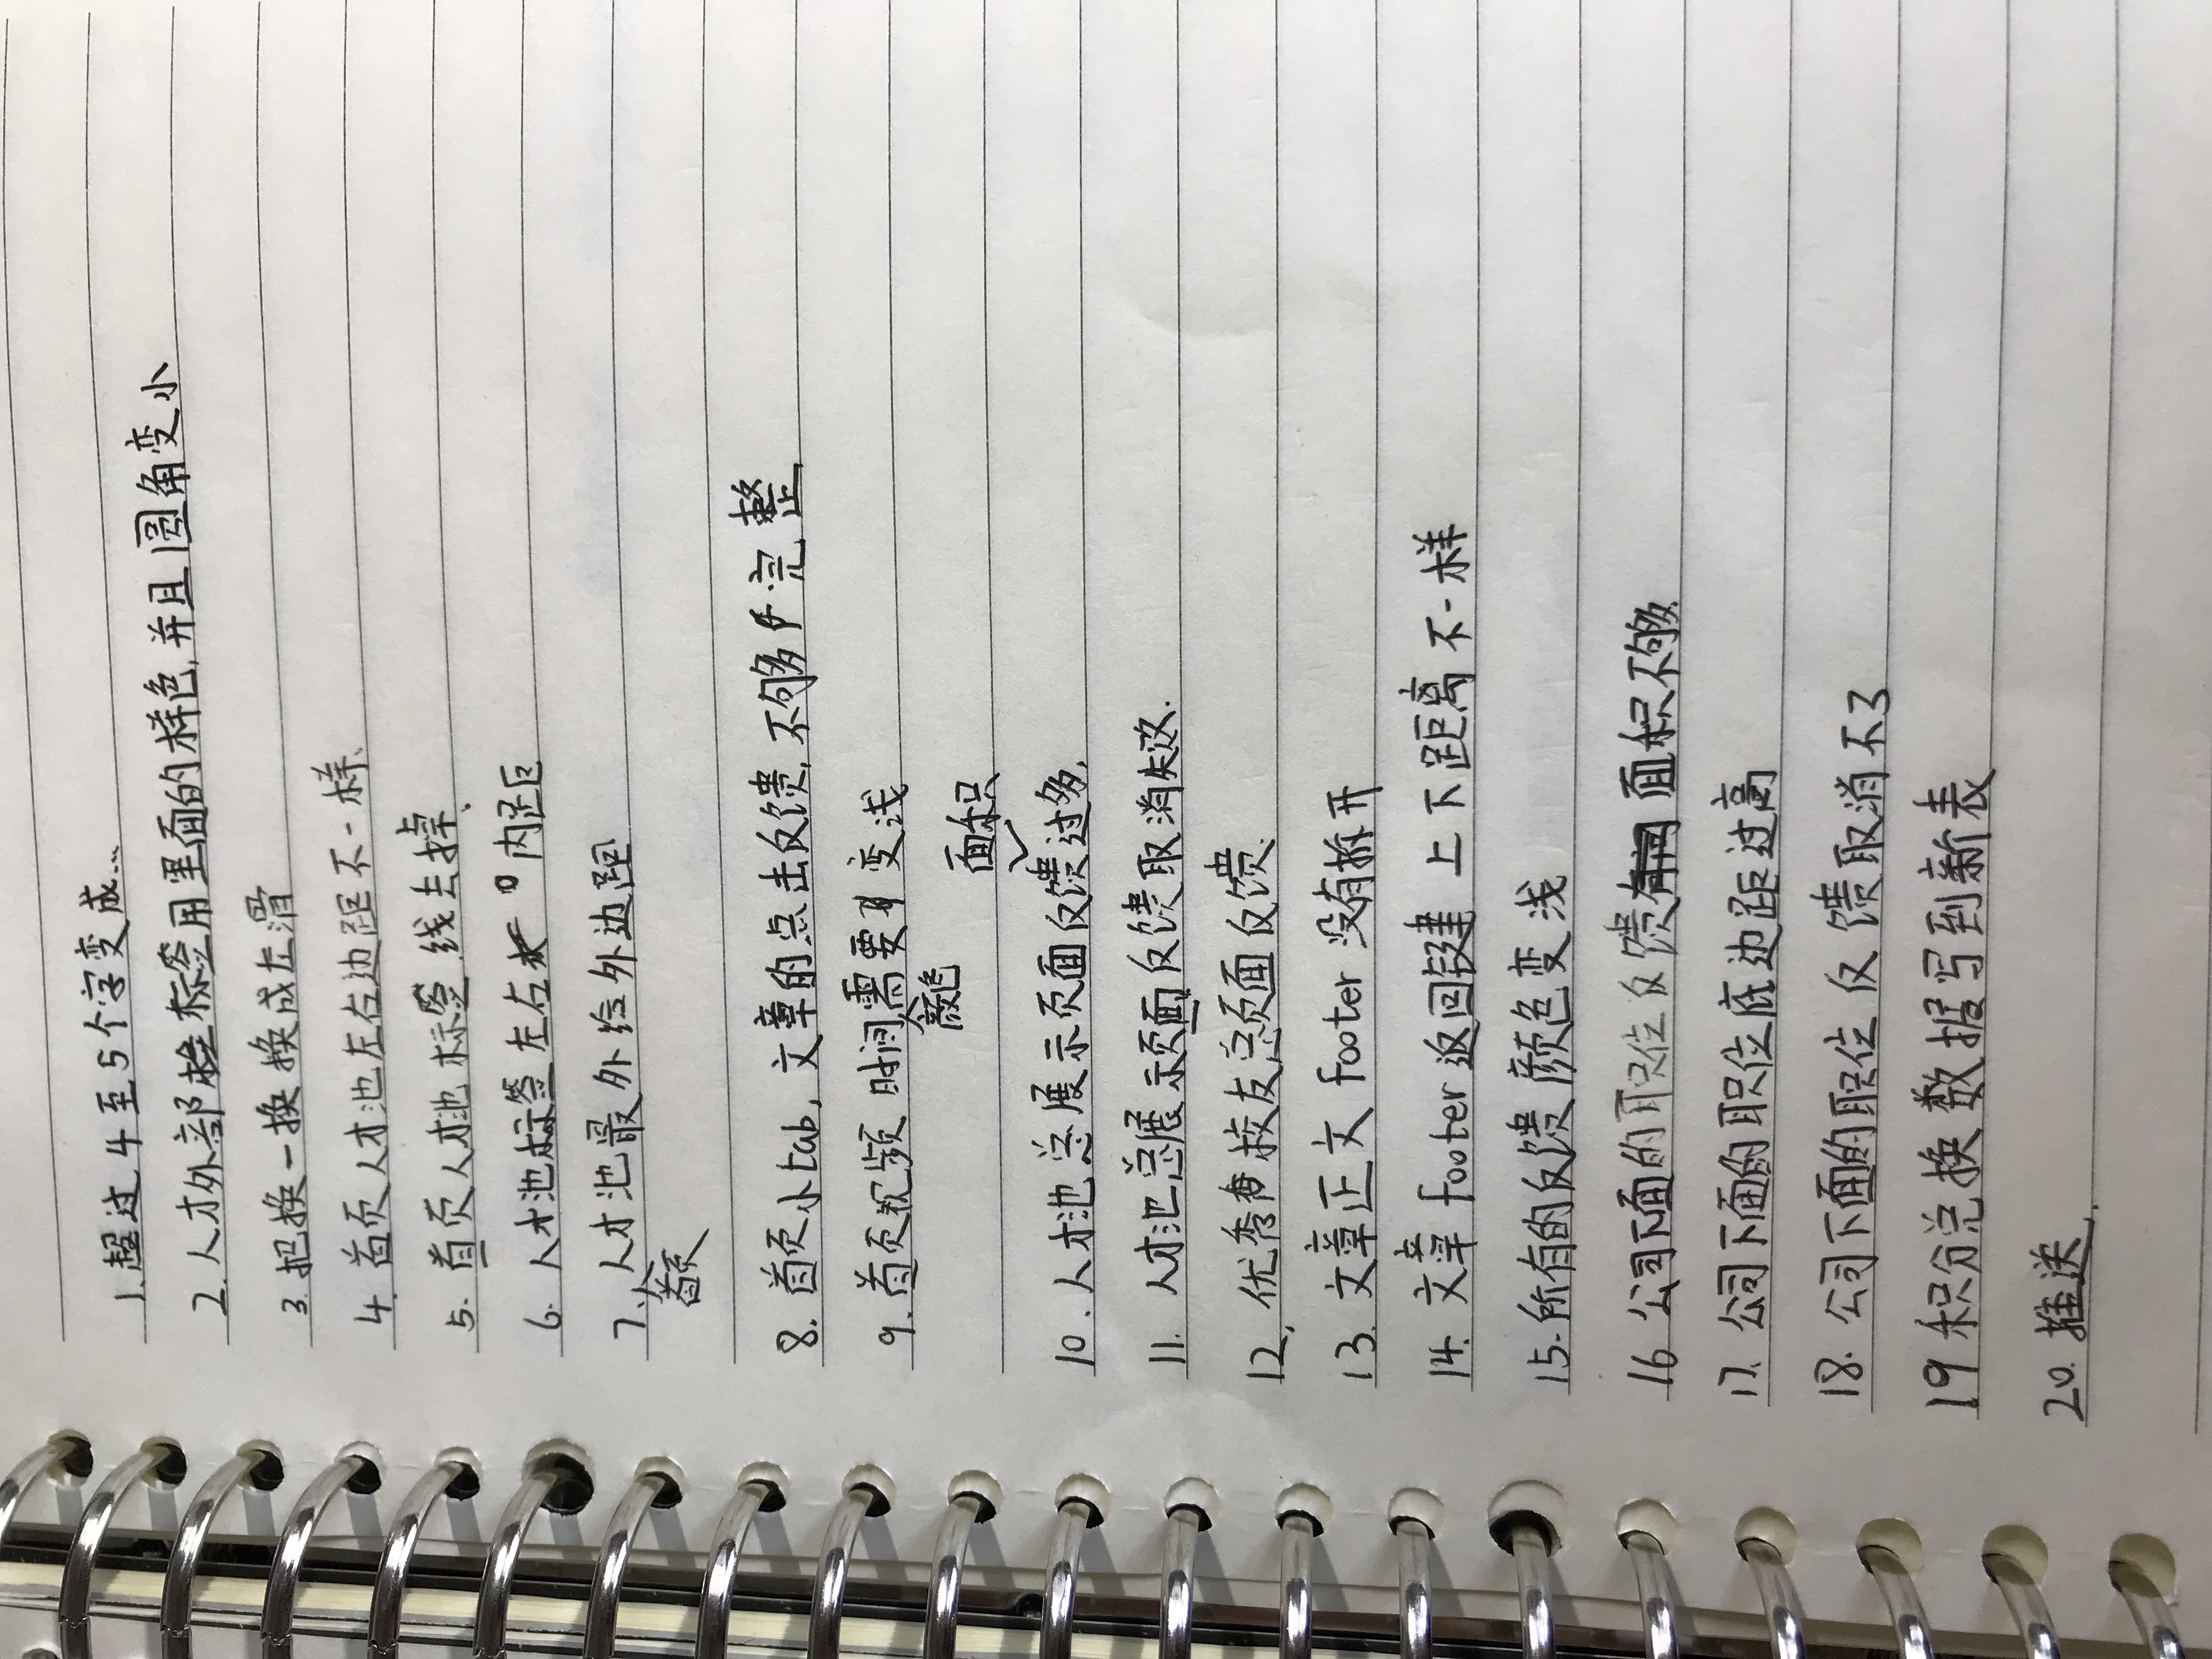 1.超过4至5个字变成...
2.人才外部标签用里面的样色,并且圆角变小
3.把换一换换成左滑
4.首页人才池左右边距不一样、
5.首页人才池标签线去掉、
6.人才池标签左右 0 内距
7.人才池最外给外边距
首页
8.首页小tab,文章的点击反馈,不够完整
9.首页视频 时间需要变浅
颜色
面积
10.人才池总展示页面反馈过多,
11.人才池总展示页面反馈取消失败.
12,优秀校友总页面反馈.
13.文章正文 footer 没有拆开
14.文章 footer 返回键 上下距离不一样
15.所有的反馈颜色变浅
16 公司下面的职位反馈 面积不够
17.公司下面的职位底边距过高
18.公司下面的职位 反馈取消不了
19 积分兑换数据写到新表
20.推送.